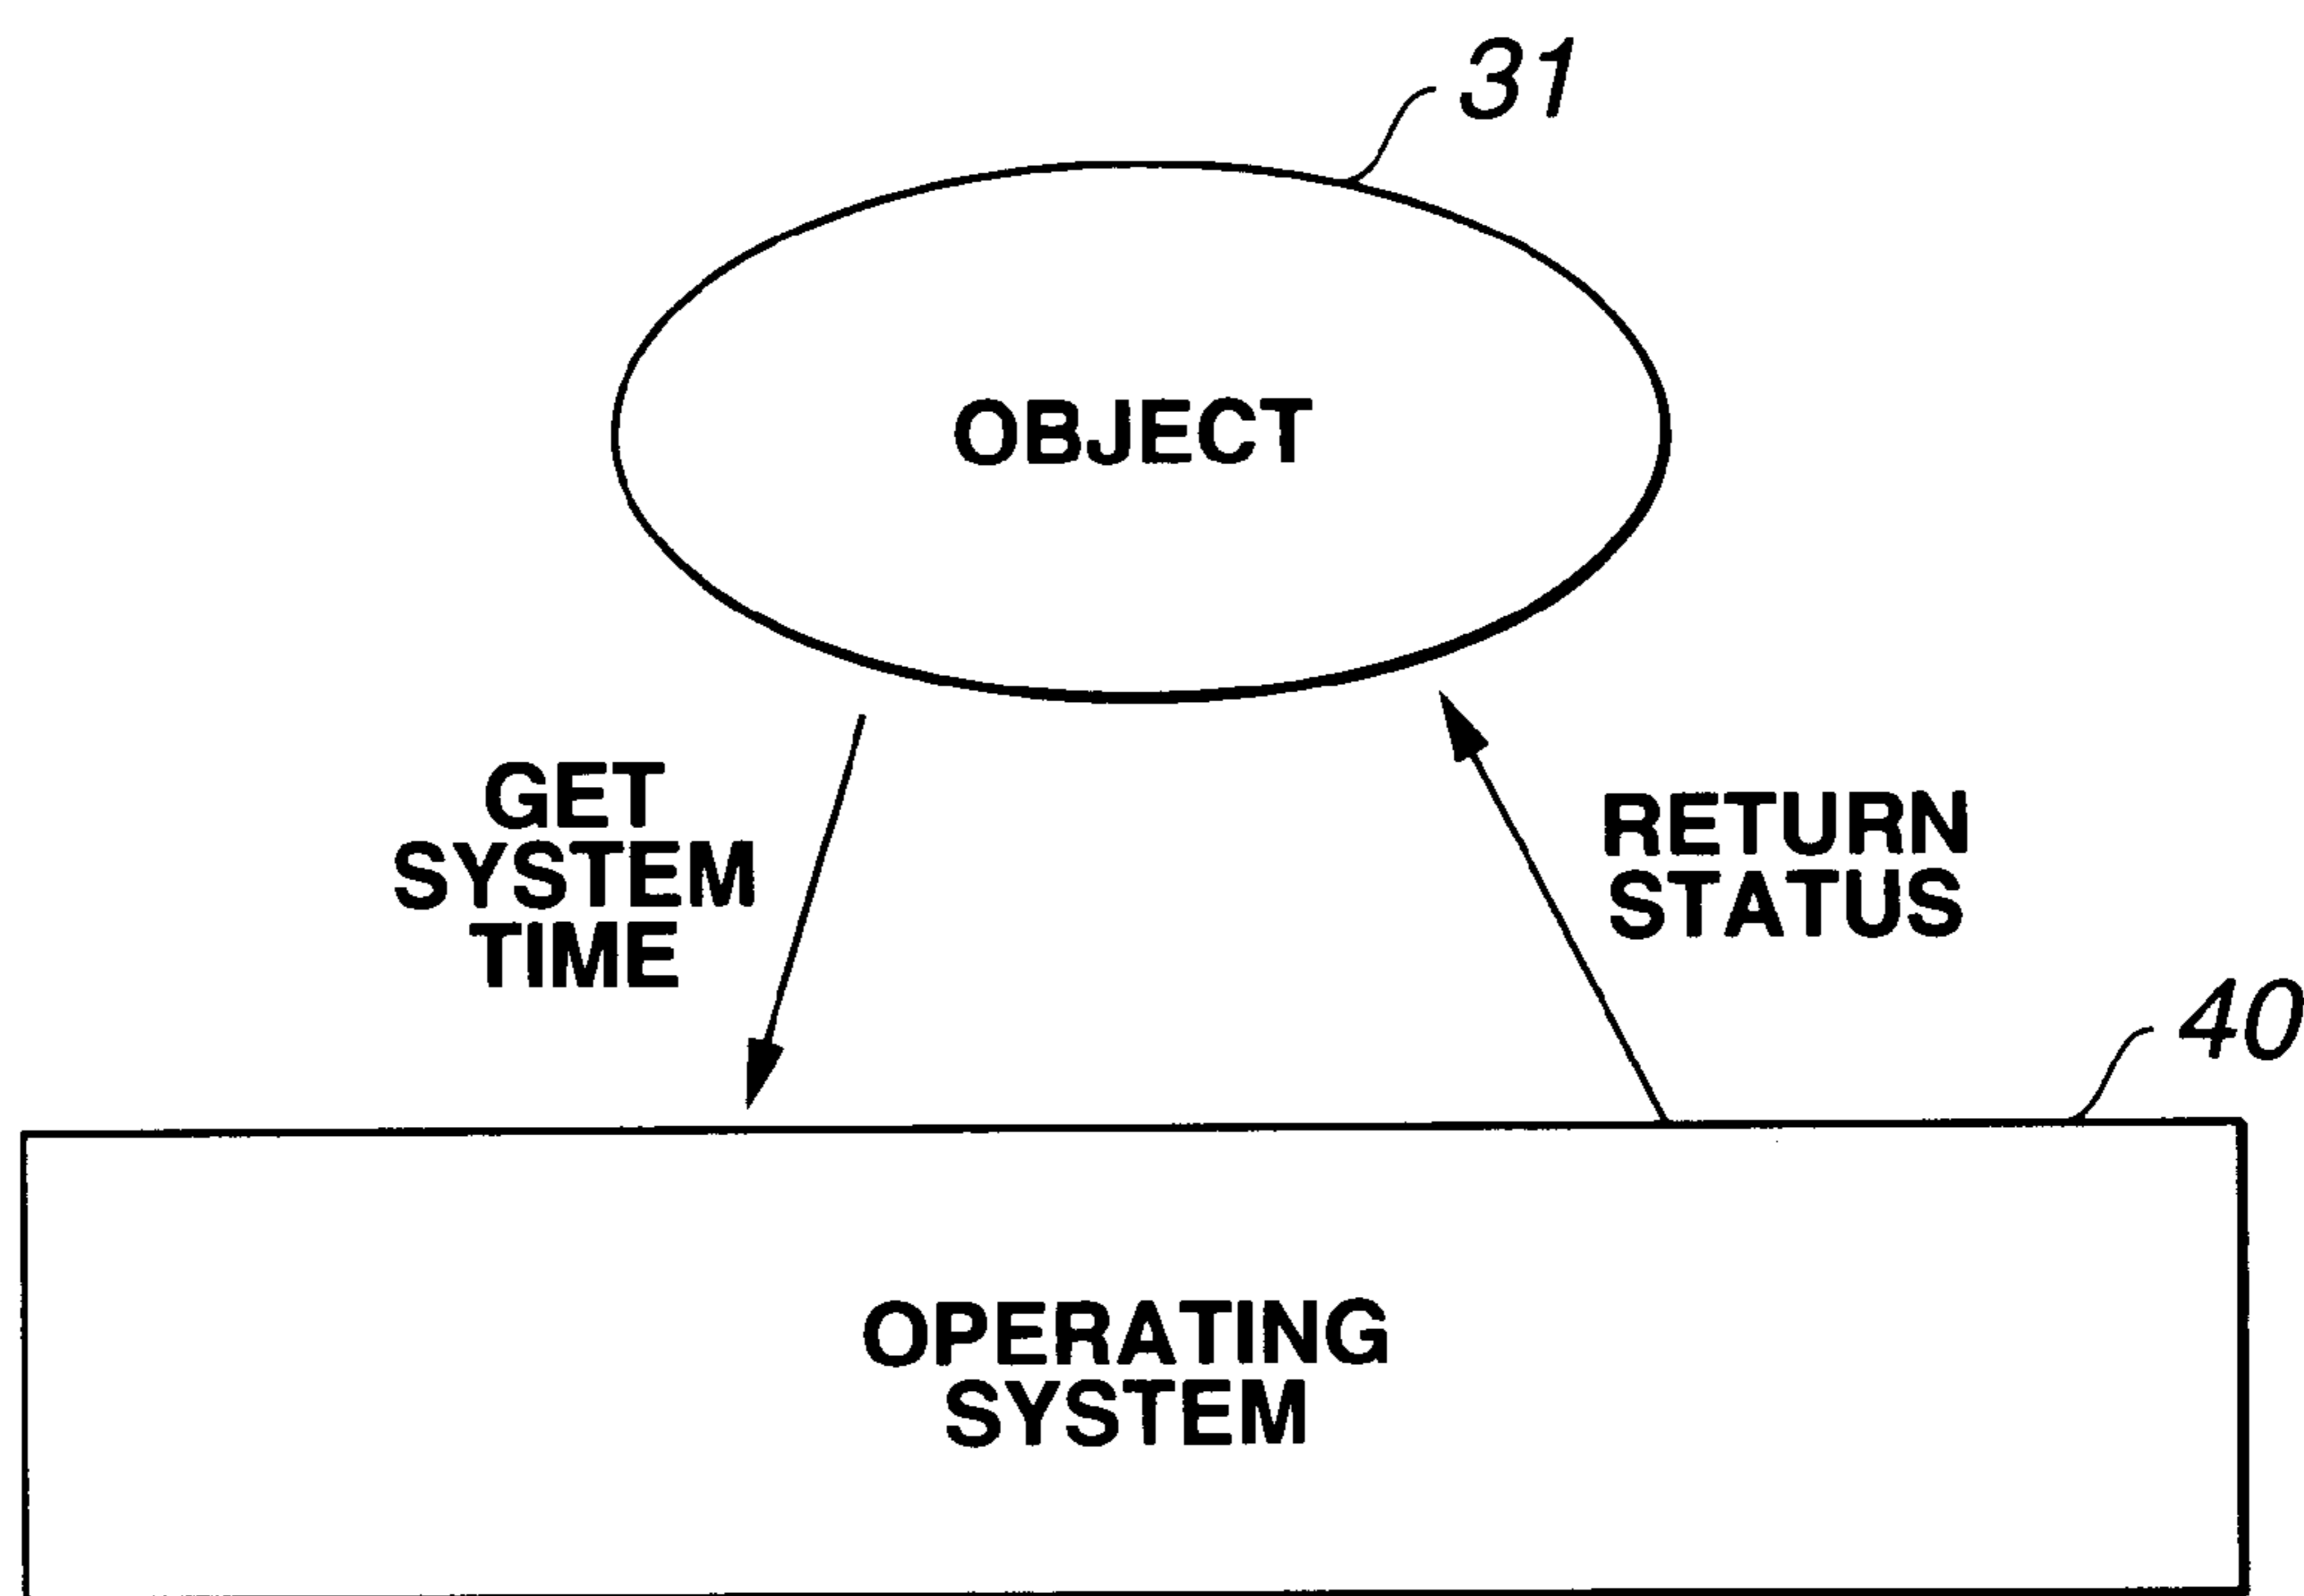 31
OBJECT
GET
SYSTEM
TIME
RETURN
STATUS
40
OPERATING
SYSTEM